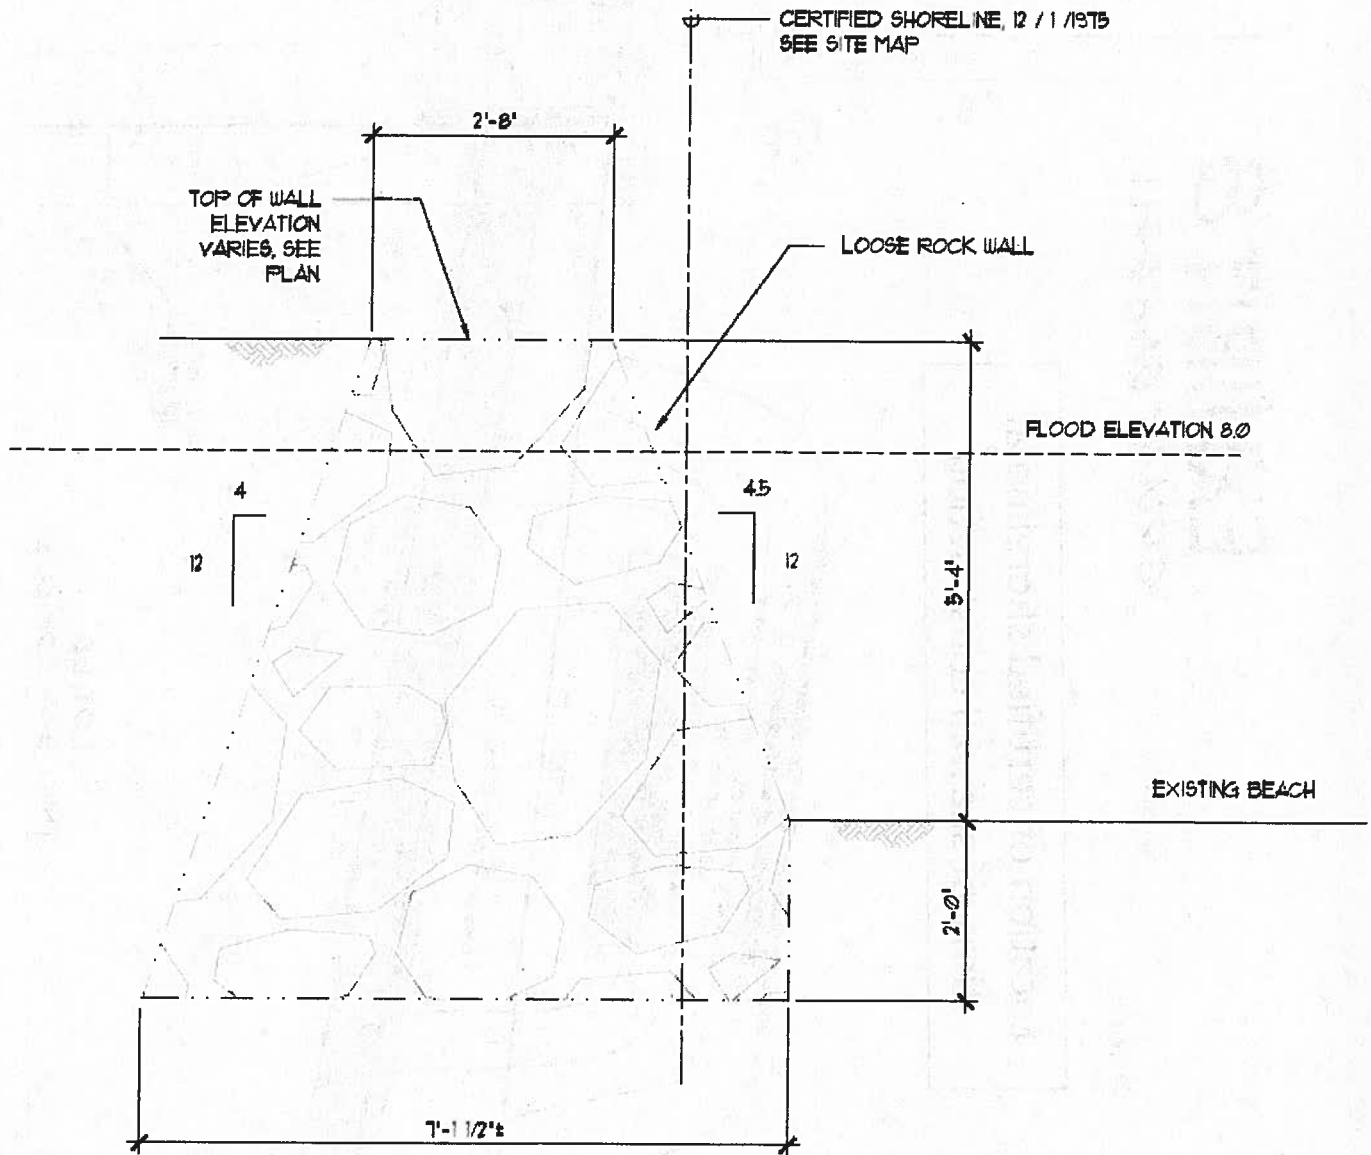 CERTIFIED SHORELINE, 12 / 1 /1975
SEE SITE MAP
2'-8"
TOP OF WALL
ELEVATION
VARIES, SEE
PLAN
LOOSE ROCK WALL
FLOOD ELEVATION 8.0
4
12
4.5
12
5'-4"
EXISTING BEACH
2'-0"
7'-1 1/2"±